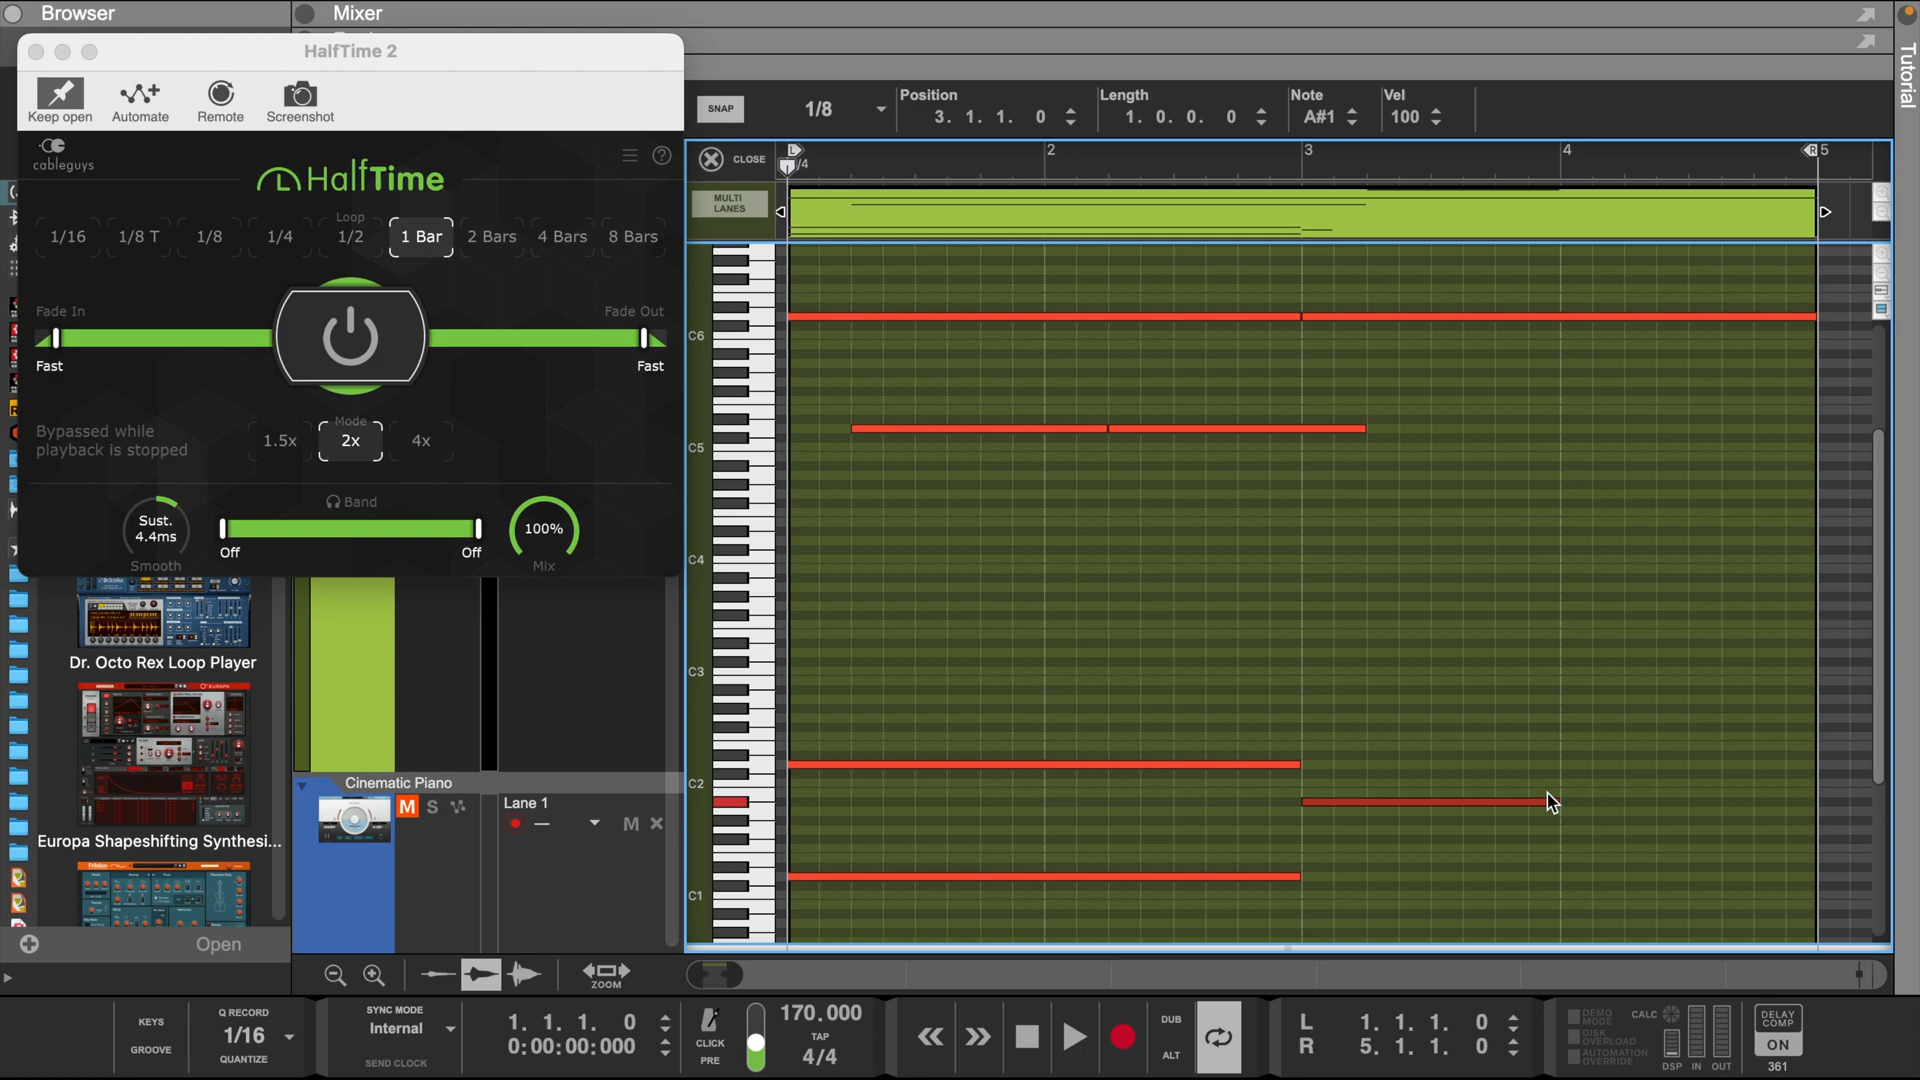 Browser
Mixer
HalfTime 2
Keep open
Automate
Remote
Screenshot
cableguys
HalfTime
Loop
1/16
1/8 T
1/8
1/4
1/2
1 Bar
2 Bars
4 Bars
8 Bars
Fade In
Fade Out
Fast
Fast
Bypassed while
playback is stopped
Mode
1.5x
2x
4x
Sust.
4.4ms
Smooth
Band
Off
Off
100%
Mix
Tutorial
SNAP
1/8
Position
3. 1. 1. 0
Length
1. 0. 0. 0
Note
A#1
Vel
100
CLOSE
L
/4
2
3
4
R
5
MULTI
LANES
C6
C5
C4
C3
C2
C1
Dr. Octo Rex Loop Player
Europa Shapeshifting Synthesi...
Open
Cinematic Piano
M
S
Lane 1
M
ZOOM
KEYS
GROOVE
Q RECORD
1/16
QUANTIZE
SYNC MODE
Internal
SEND CLOCK
1. 1. 1. 0
0:00:00:000
CLICK
PRE
170.000
TAP
4/4
DUB
ALT
L 1. 1. 1. 0
R 5. 1. 1. 0
DEMO
MODE
DISK
OVERLOAD
AUTOMATION
OVERRIDE
CALC
DSP
IN
OUT
DELAY
COMP
ON
361